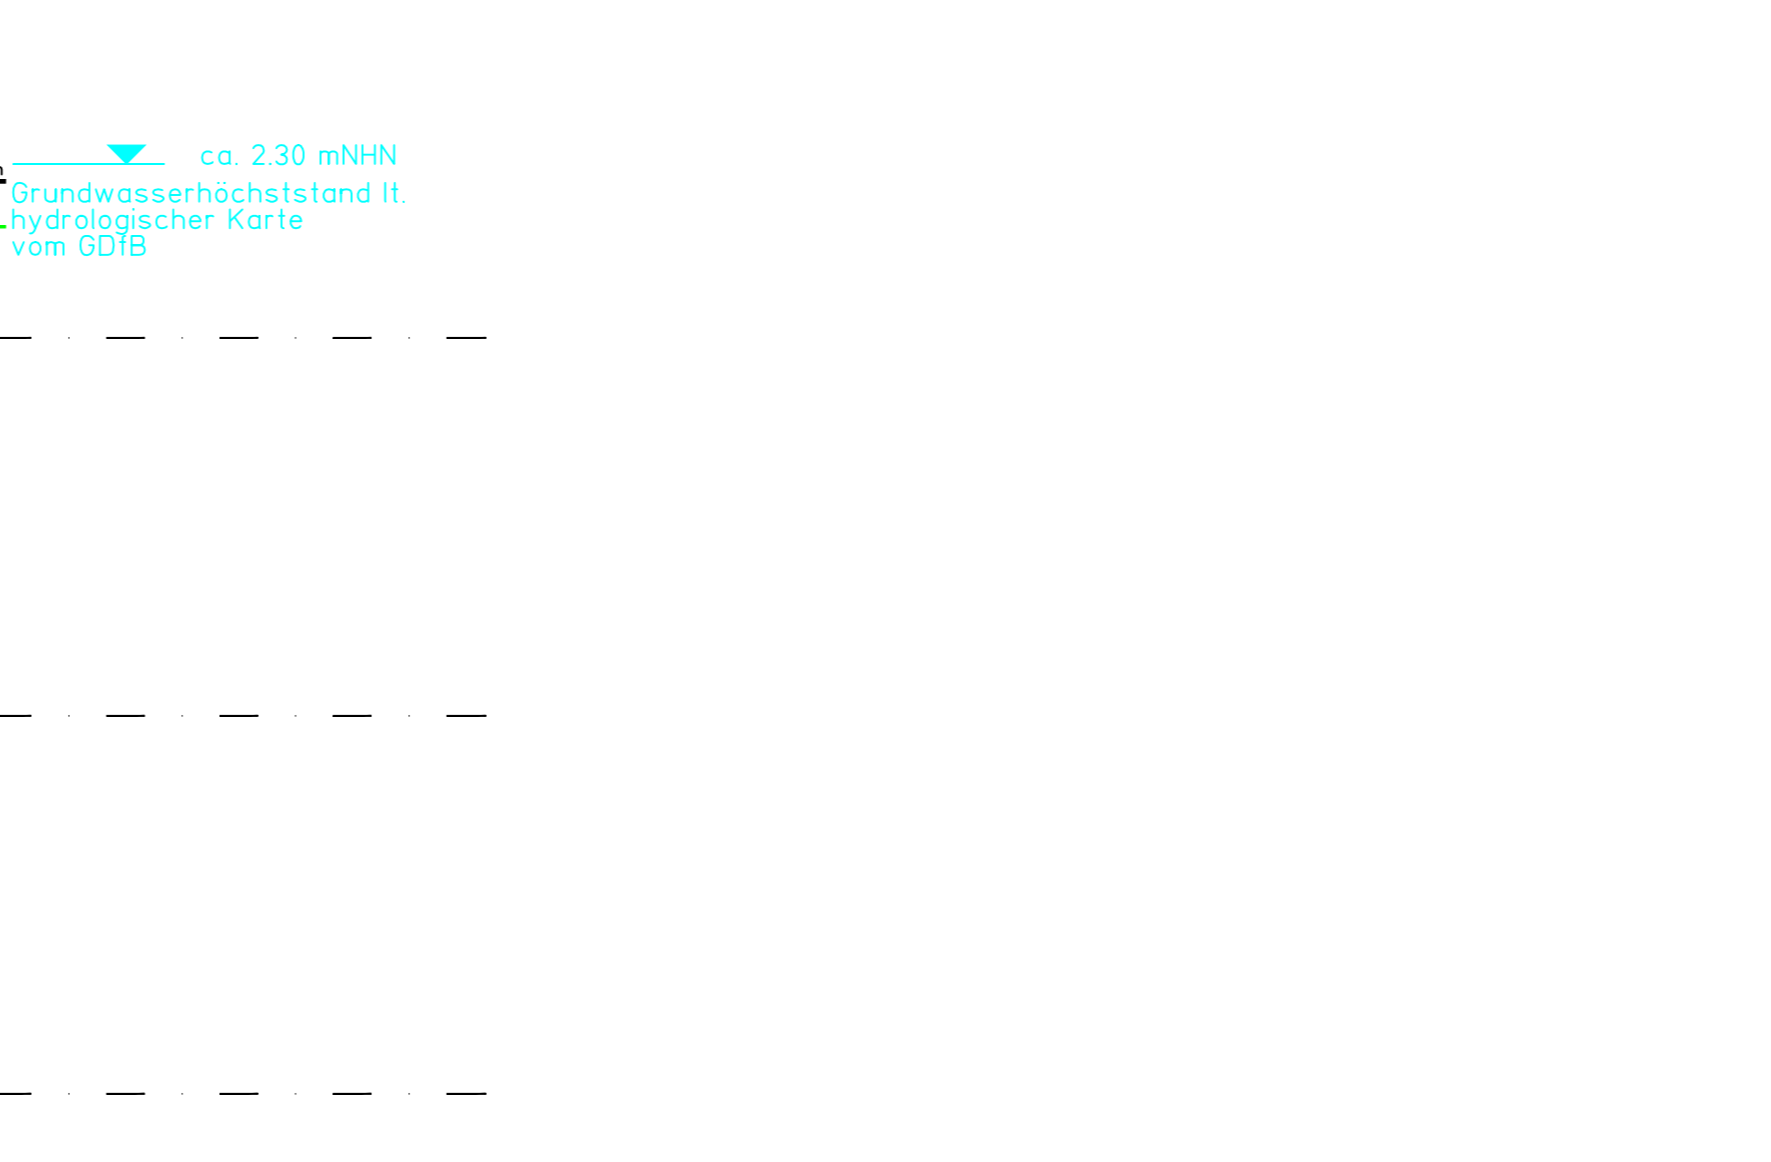 ca. 2.30 mNHN
Grundwasserhöchststand lt.
hydrologischer Karte
vom GDfB